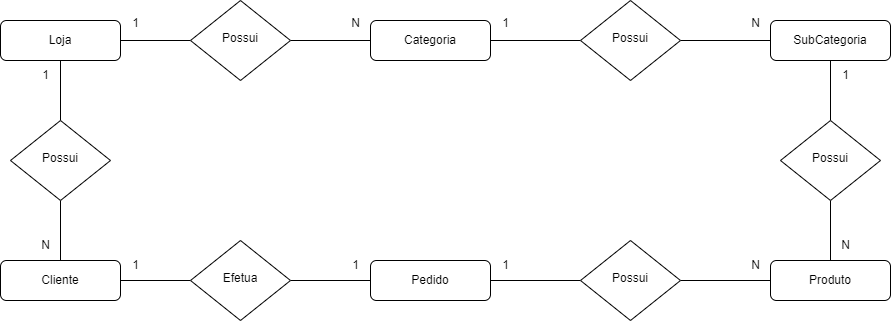 Loja
1
Possui
N
Categoria
1
Possui
N
SubCategoria
1
1
Possui
Possui
N
N
Cliente
1
Efetua
1
Pedido
1
Possui
N
Produto